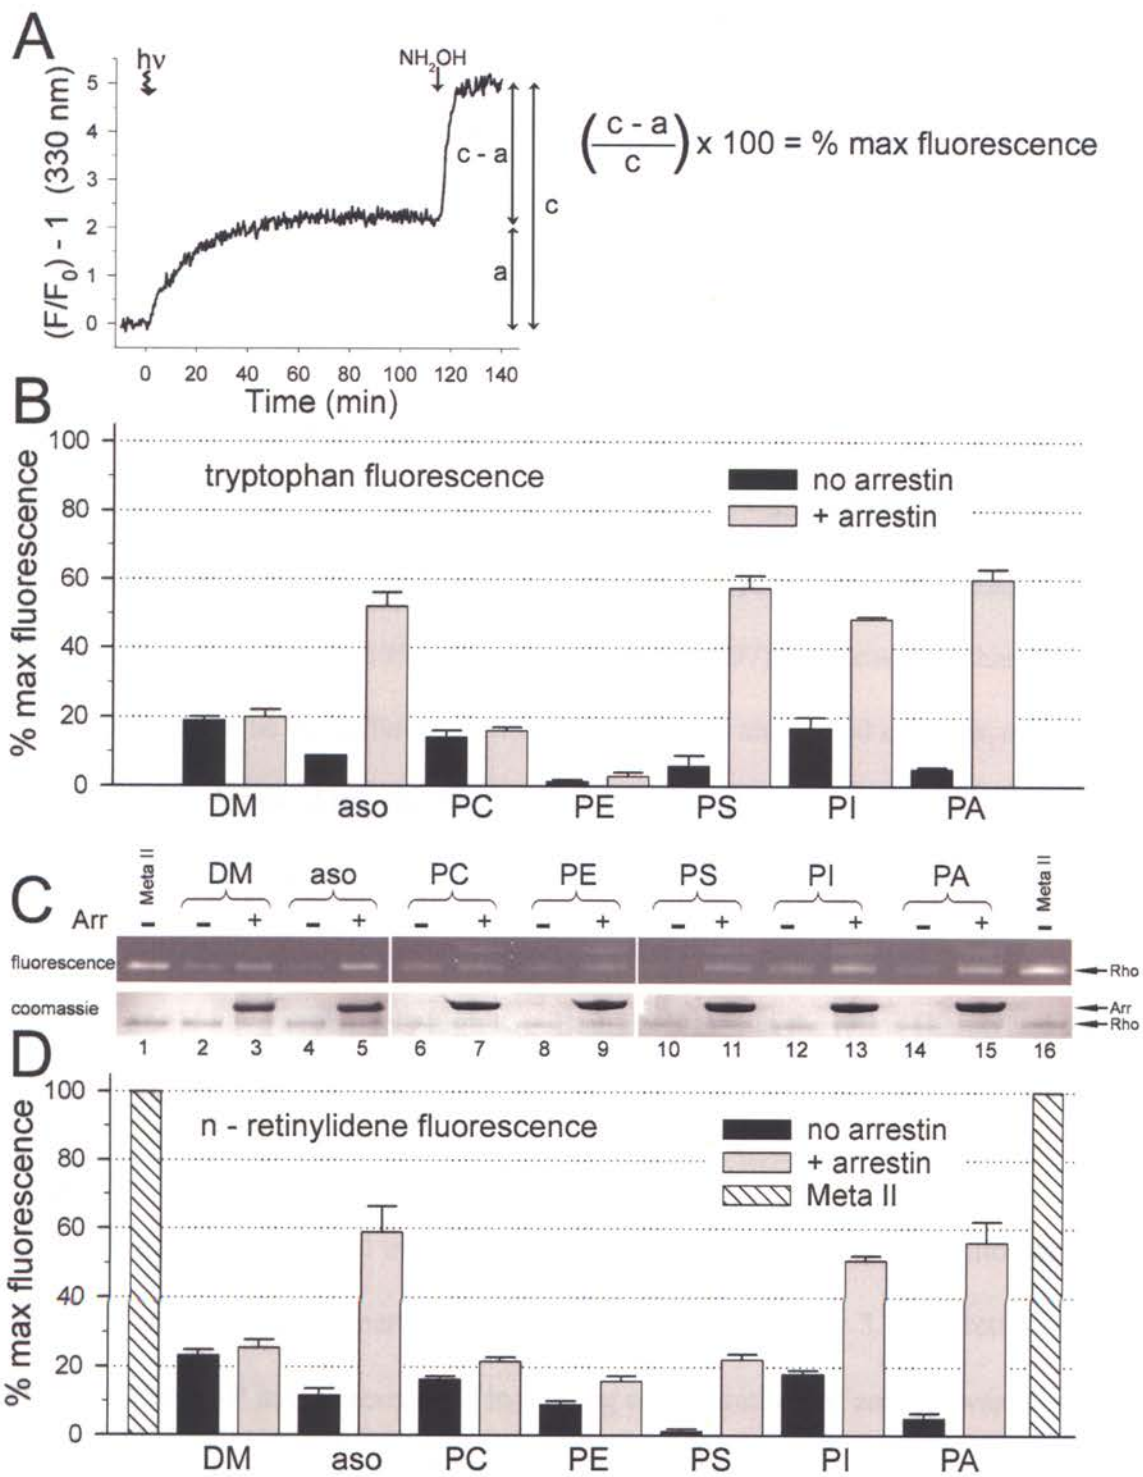 A
hν
NH2OH
(F/F0) - 1 (330 nm)
5
4
3
2
1
0
c - a
a
c
( c - a / c ) x 100 = % max fluorescence
0 20 40 60 80 100 120 140
Time (min)
B
% max fluorescence
100
80
60
40
20
0
tryptophan fluorescence
no arrestin
+ arrestin
DM aso PC PE PS PI PA
C
Meta II DM aso PC PE PS PI PA Meta II
Arr - - + - + - + - + - + - + - + -
fluorescence
Rho
coomassie
Arr
Rho
1 2 3 4 5 6 7 8 9 10 11 12 13 14 15 16
D
% max fluorescence
100
80
60
40
20
0
n - retinylidene fluorescence
no arrestin
+ arrestin
Meta II
DM aso PC PE PS PI PA